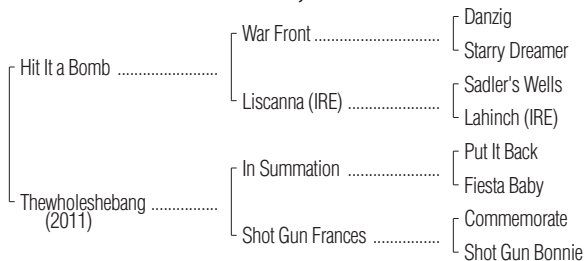 Danzig
War Front
Starry Dreamer
Hit It a Bomb
Sadler's Wells
Liscanna (IRE)
Lahinch (IRE)
Put It Back
In Summation
Fiesta Baby
Thewholeshebang
(2011)
Commemorate
Shot Gun Frances
Shot Gun Bonnie